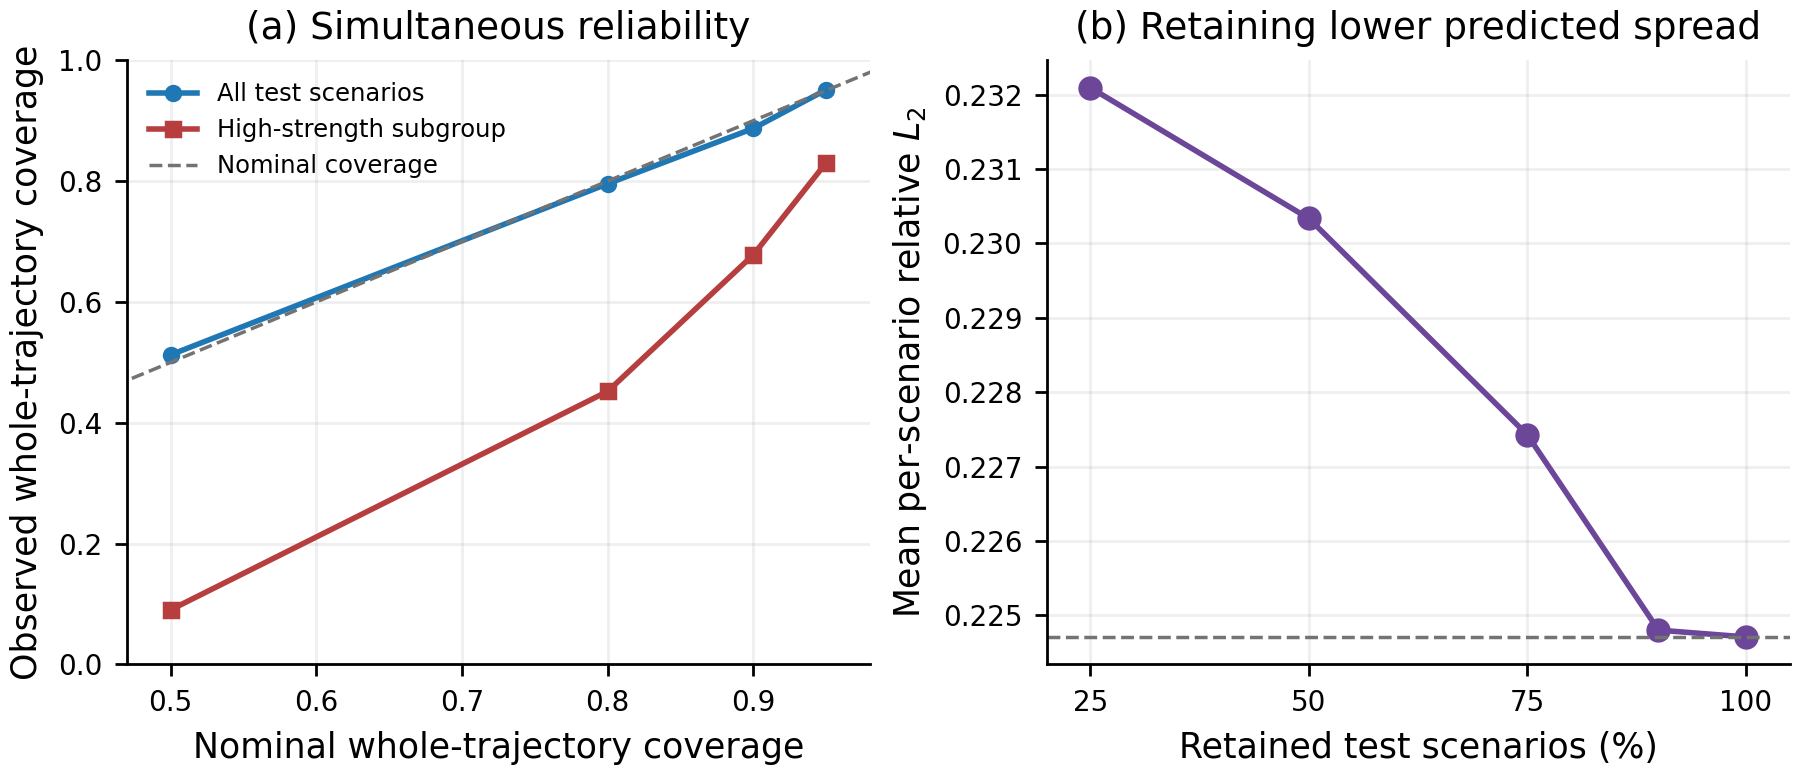 (a) Simultaneous reliability
Observed whole-trajectory coverage
1.0
0.8
0.6
0.4
0.2
0.0
All test scenarios
High-strength subgroup
Nominal coverage
0.5 0.6 0.7 0.8 0.9
Nominal whole-trajectory coverage
(b) Retaining lower predicted spread
Mean per-scenario relative L₂
0.232
0.231
0.230
0.229
0.228
0.227
0.226
0.225
25 50 75 100
Retained test scenarios (%)